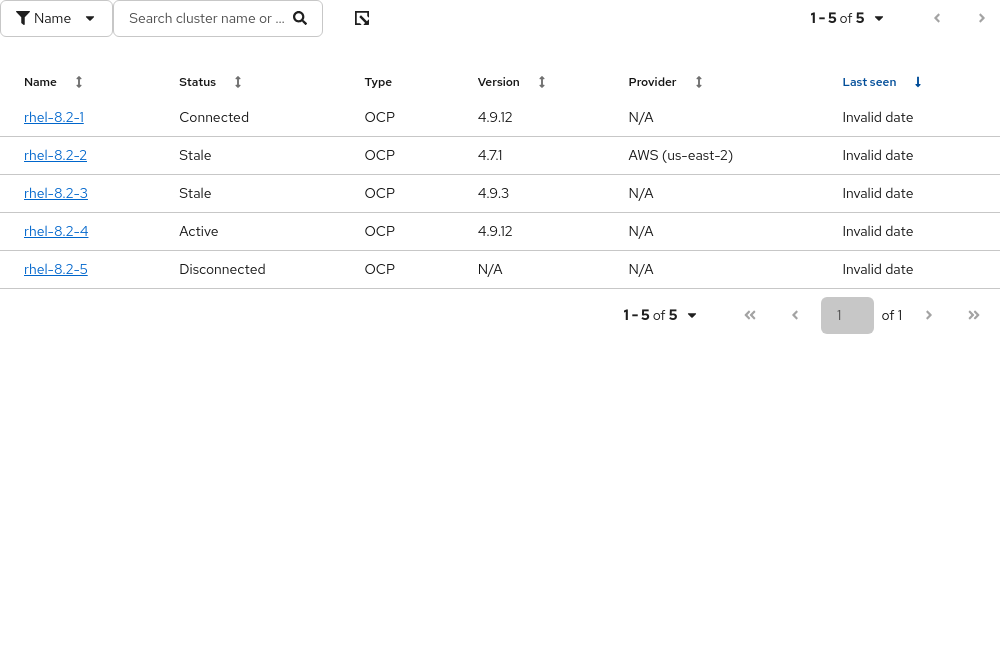 Name Search cluster name or ... 1 - 5 of 5
Name Status Type Version Provider Last seen
rhel-8.2-1 Connected OCP 4.9.12 N/A Invalid date
rhel-8.2-2 Stale OCP 4.7.1 AWS (us-east-2) Invalid date
rhel-8.2-3 Stale OCP 4.9.3 N/A Invalid date
rhel-8.2-4 Active OCP 4.9.12 N/A Invalid date
rhel-8.2-5 Disconnected OCP N/A N/A Invalid date
1 - 5 of 5 1 of 1